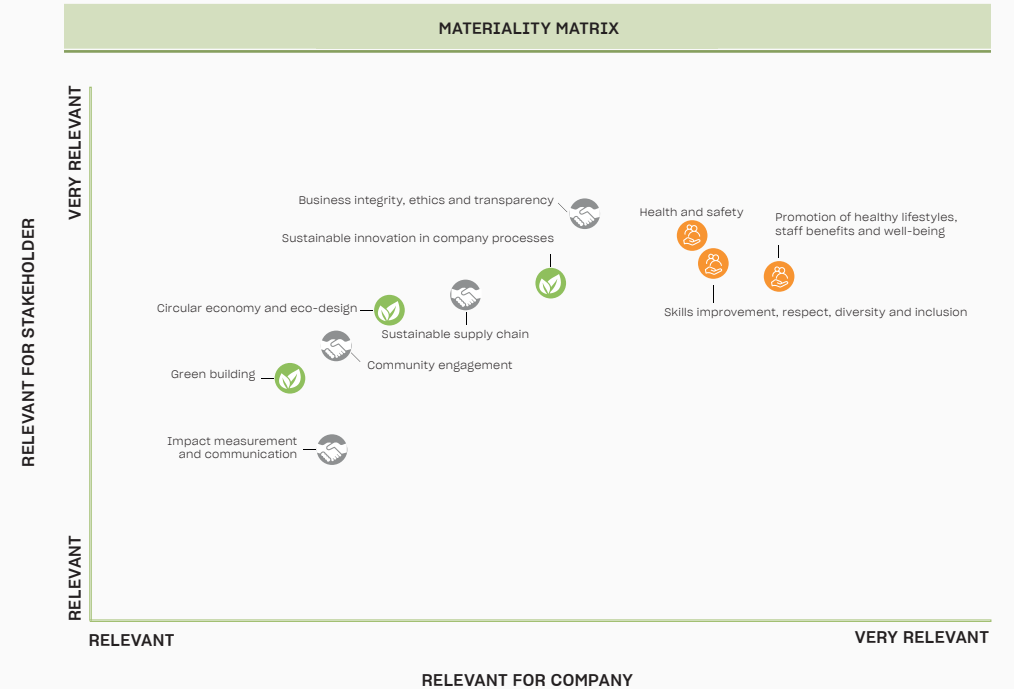 MATERIALITY MATRIX
VERY RELEVANT
RELEVANT FOR STAKEHOLDER
RELEVANT
Business integrity, ethics and transparency
Health and safety
Promotion of healthy lifestyles,
staff benefits and well-being
Sustainable innovation in company processes
Circular economy and eco-design
Skills improvement, respect, diversity and inclusion
Sustainable supply chain
Community engagement
Green building
Impact measurement
and communication
RELEVANT
VERY RELEVANT
RELEVANT FOR COMPANY